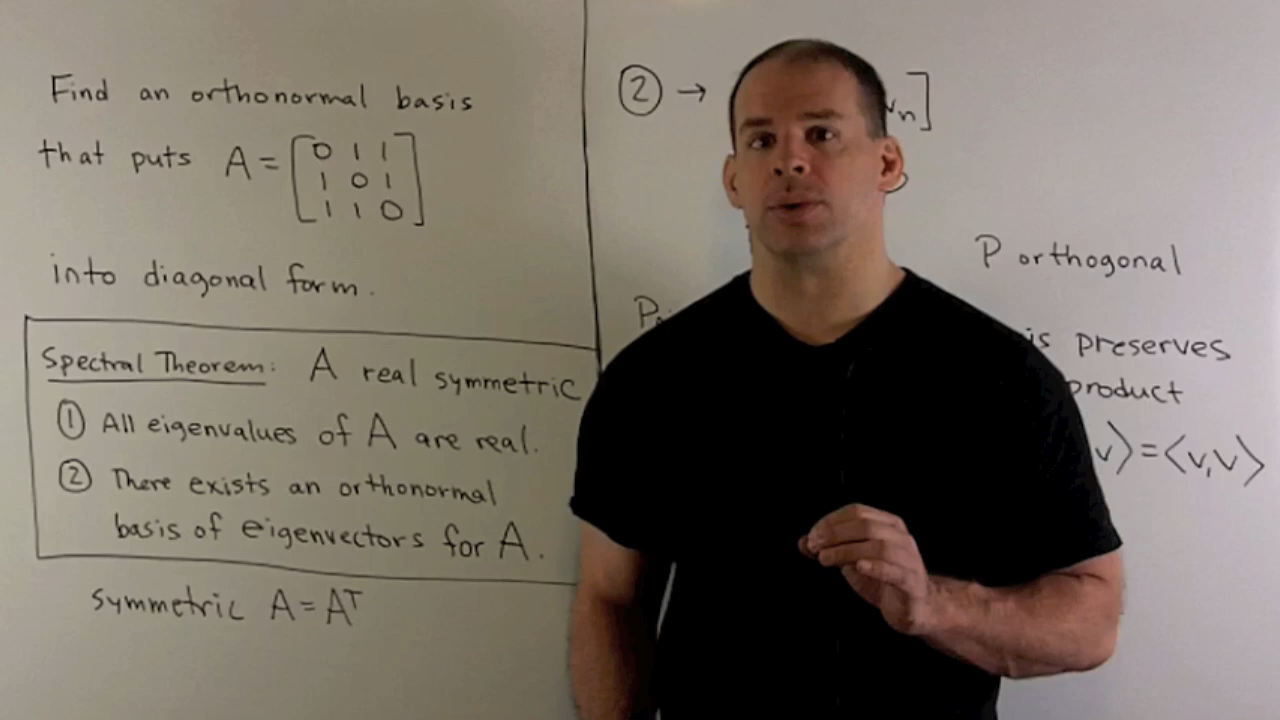 Find an orthonormal basis
that puts A = [0 1 1
1 0 1
1 1 0]
into diagonal form.
Spectral Theorem: A real symmetric
① All eigenvalues of A are real.
② There exists an orthonormal
basis of eigenvectors for A.
symmetric A = Aᵀ
② →
vₙ]
P orthogonal
is preserves
product
v⟩=⟨v,v⟩